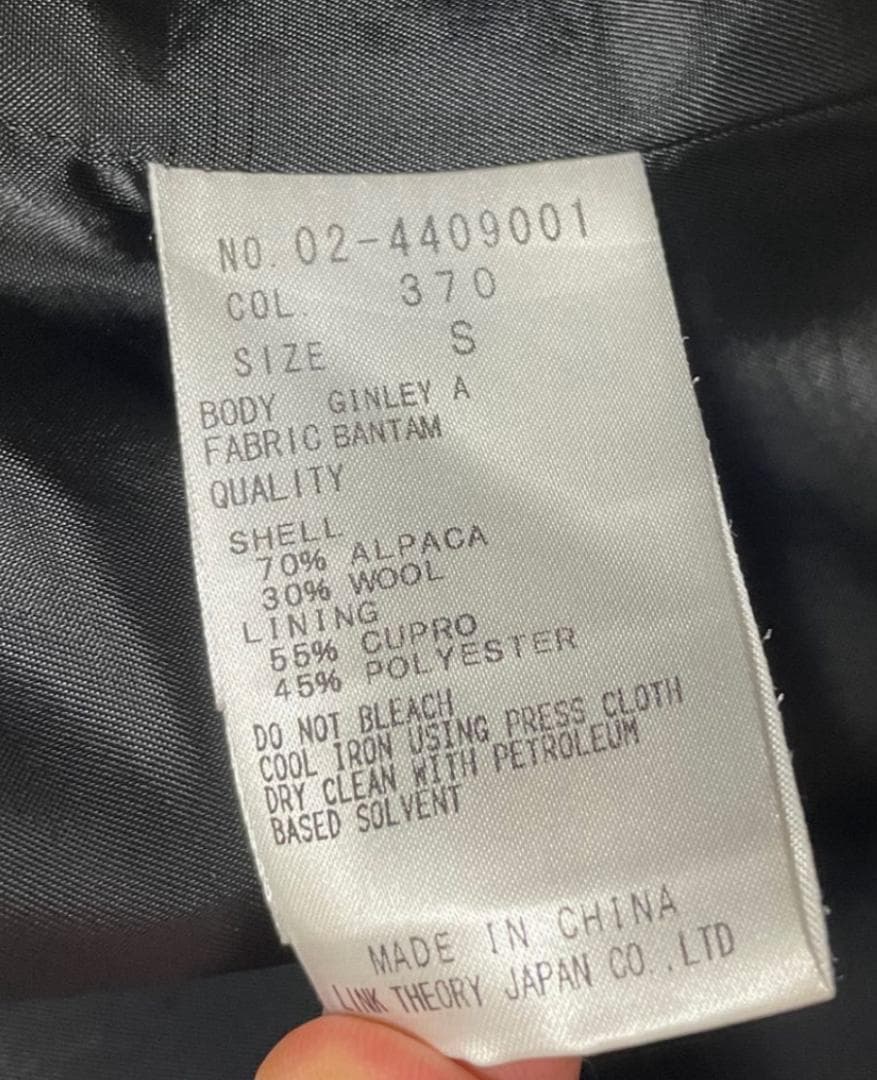 NO. 02-4409001
COL. 370
SIZE S
BODY GINLEY A
FABRIC BANTAM
QUALITY
SHELL
70% ALPACA
30% WOOL
LINING
55% CUPRO
45% POLYESTER
DO NOT BLEACH
COOL IRON USING PRESS CLOTH
DRY CLEAN WITH PETROLEUM
BASED SOLVENT
MADE IN CHINA
LINK THEORY JAPAN CO.,LTD